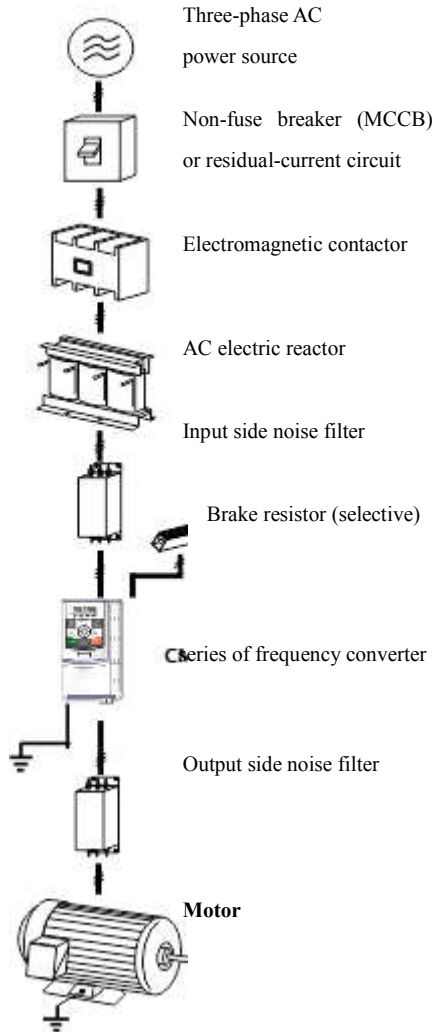 Three-phase AC
power source
Non-fuse breaker (MCCB)
or residual-current circuit
Electromagnetic contactor
AC electric reactor
Input side noise filter
Brake resistor (selective)
series of frequency converter
Output side noise filter
Motor